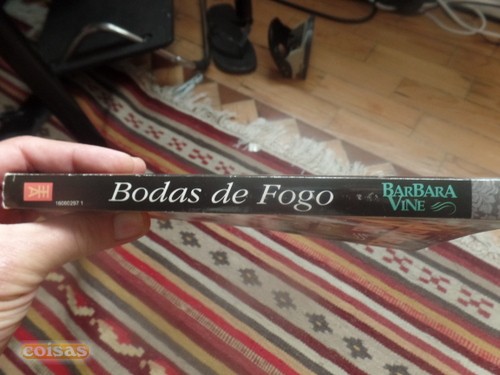 Bodas de Fogo
BARBARA
VINE
coisas